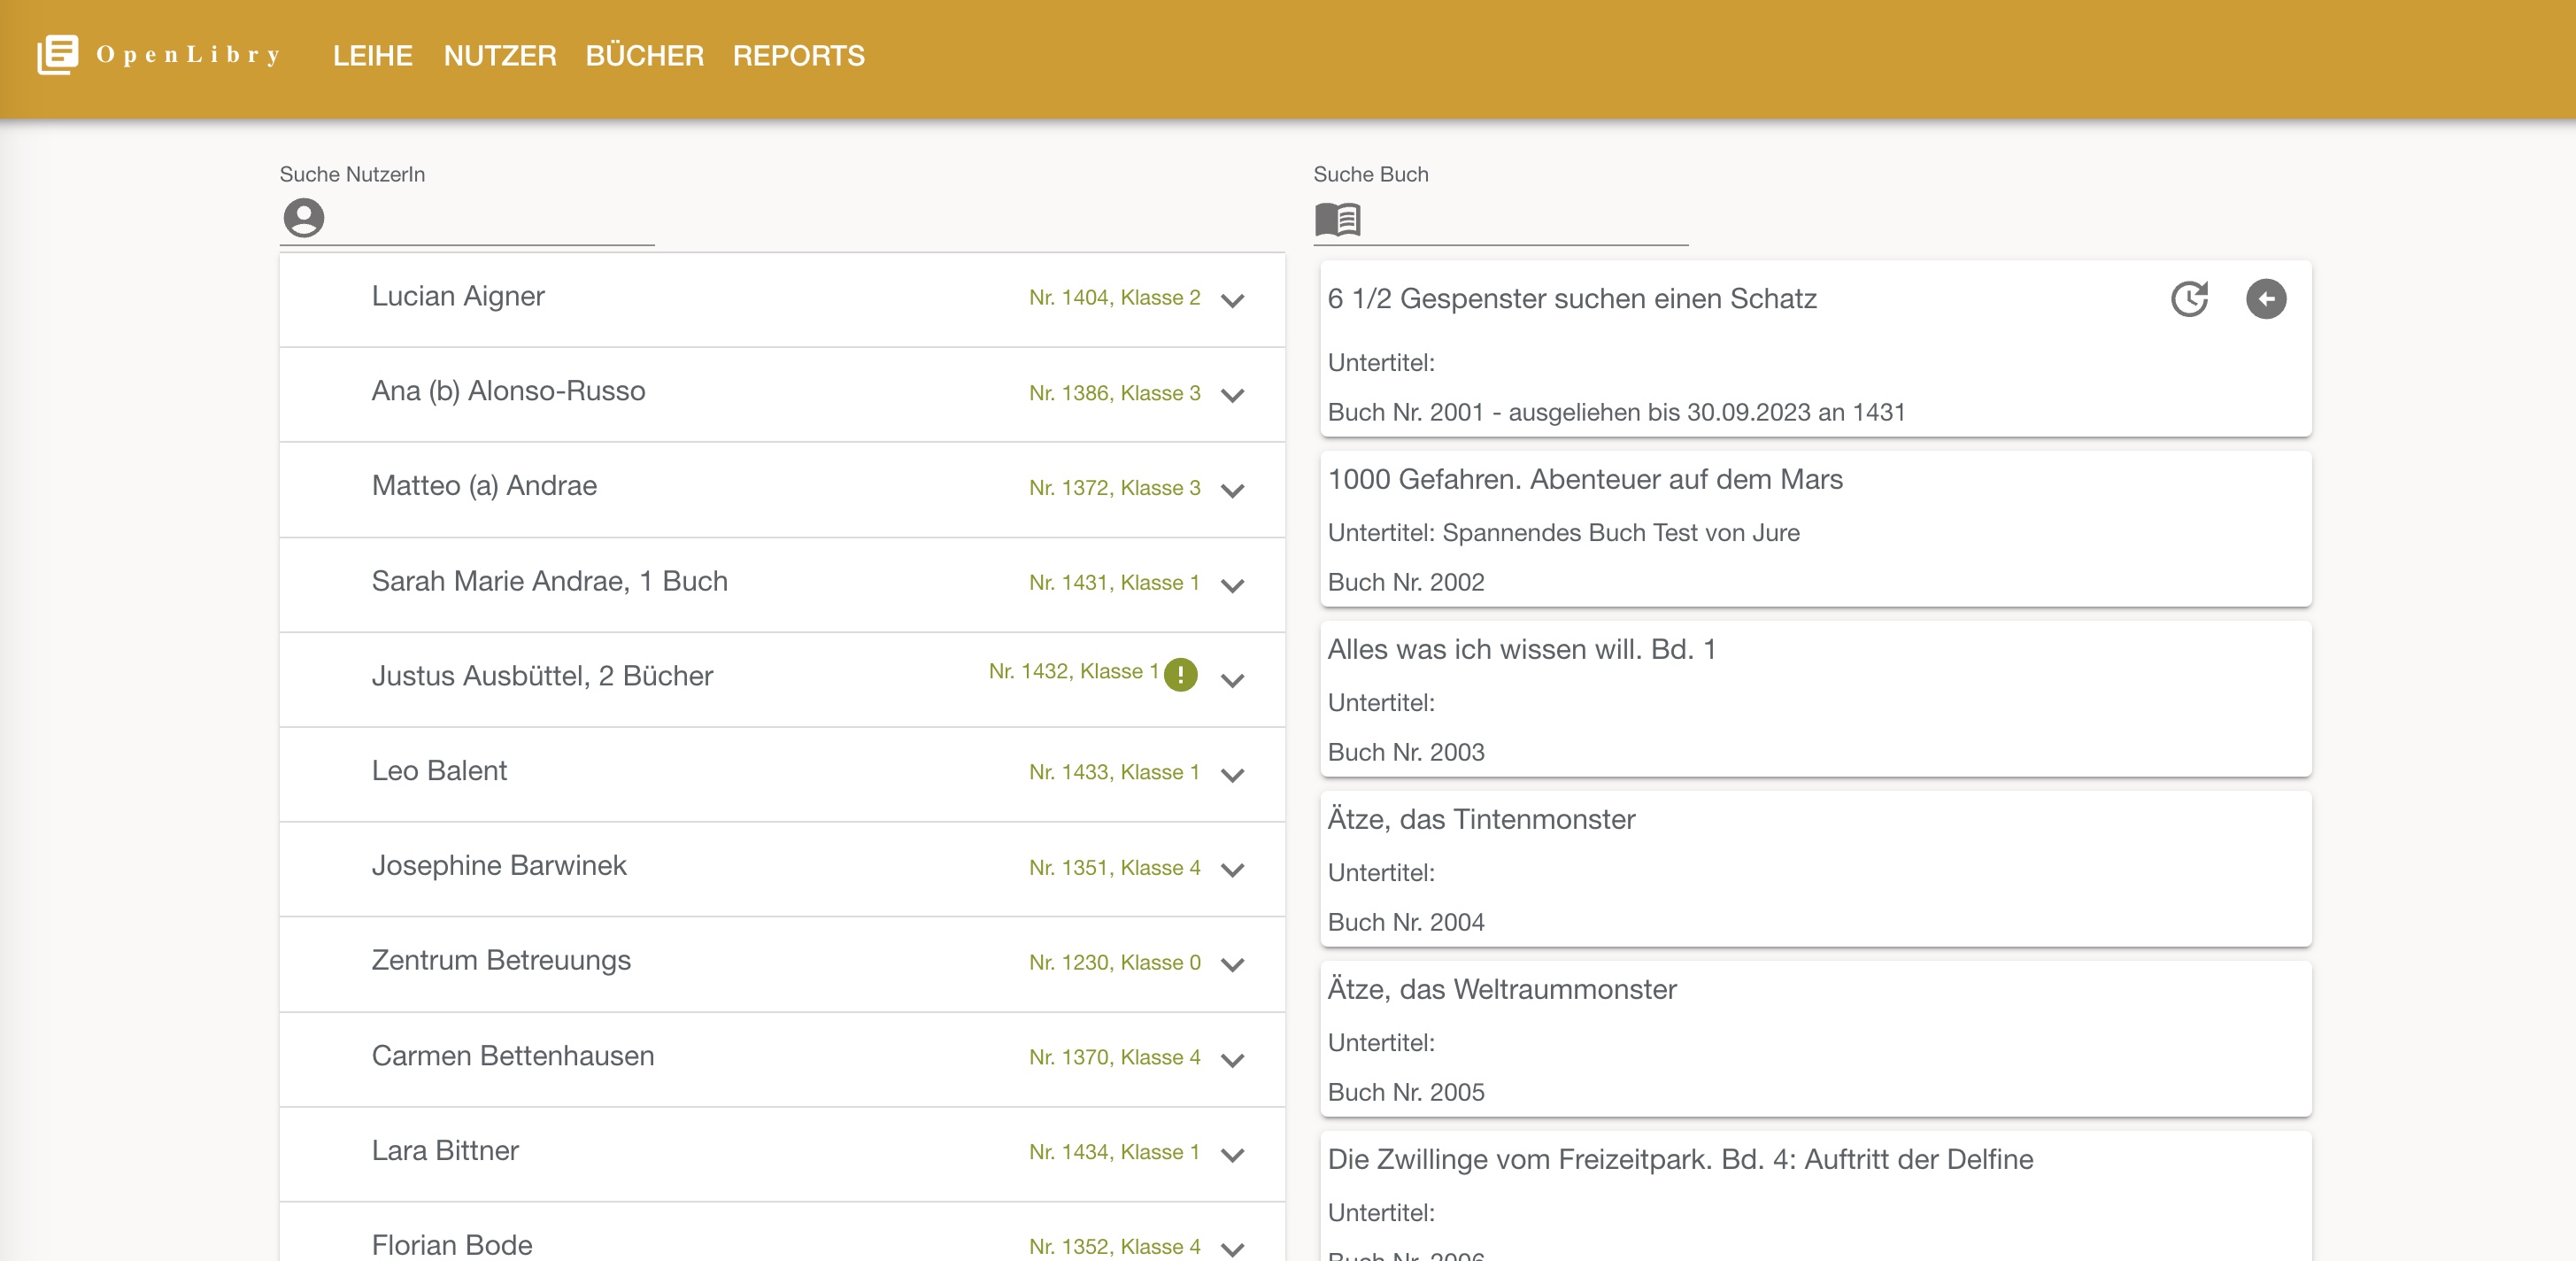 OpenLibry LEIHE NUTZER BÜCHER REPORTS
Suche NutzerIn
Lucian Aigner Nr. 1404, Klasse 2
Ana (b) Alonso-Russo Nr. 1386, Klasse 3
Matteo (a) Andrae Nr. 1372, Klasse 3
Sarah Marie Andrae, 1 Buch Nr. 1431, Klasse 1
Justus Ausbüttel, 2 Bücher Nr. 1432, Klasse 1
Leo Balent Nr. 1433, Klasse 1
Josephine Barwinek Nr. 1351, Klasse 4
Zentrum Betreuungs Nr. 1230, Klasse 0
Carmen Bettenhausen Nr. 1370, Klasse 4
Lara Bittner Nr. 1434, Klasse 1
Florian Bode Nr. 1352, Klasse 4
Suche Buch
6 1/2 Gespenster suchen einen Schatz
Untertitel:
Buch Nr. 2001 - ausgeliehen bis 30.09.2023 an 1431
1000 Gefahren. Abenteuer auf dem Mars
Untertitel: Spannendes Buch Test von Jure
Buch Nr. 2002
Alles was ich wissen will. Bd. 1
Untertitel:
Buch Nr. 2003
Ätze, das Tintenmonster
Untertitel:
Buch Nr. 2004
Ätze, das Weltraummonster
Untertitel:
Buch Nr. 2005
Die Zwillinge vom Freizeitpark. Bd. 4: Auftritt der Delfine
Untertitel:
Buch Nr. 2006